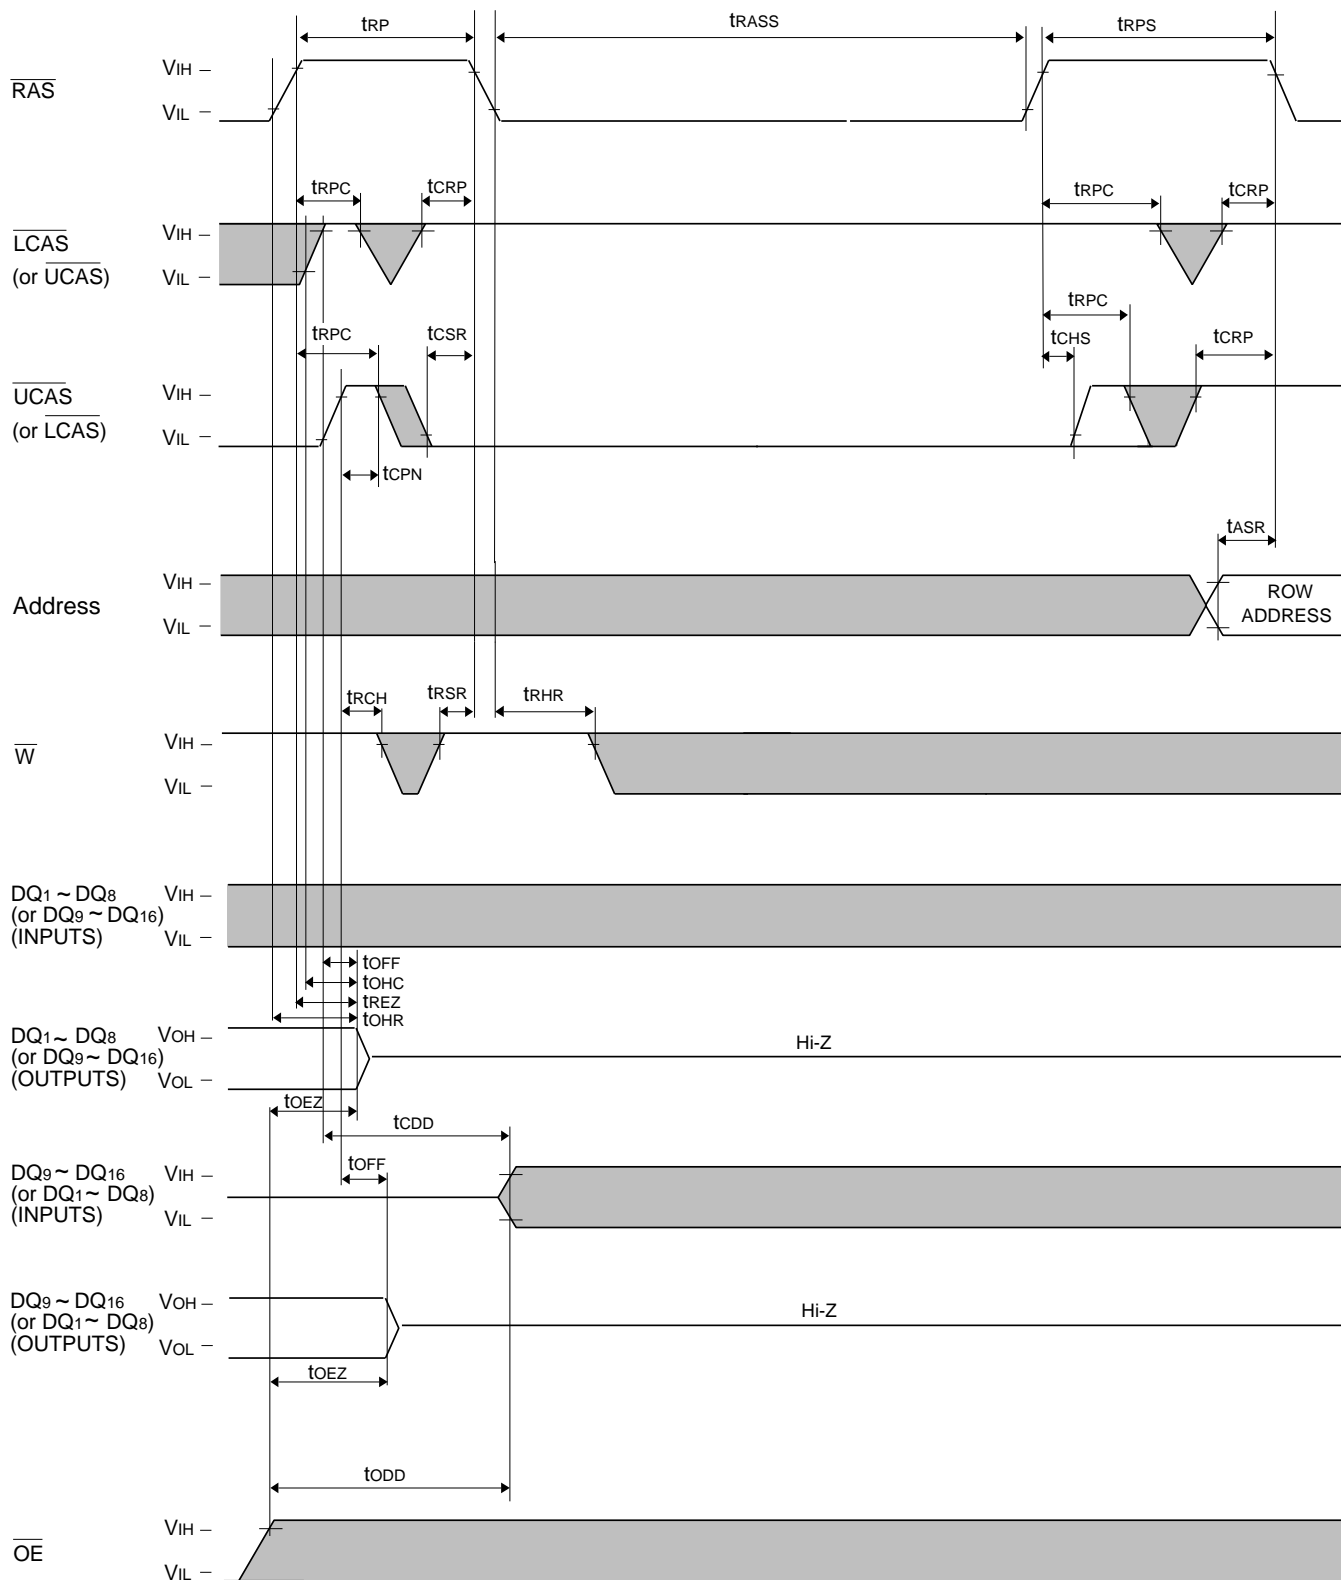 tRP tRASS tRPS
VIH
RAS
VIL
tRPC tCRP tRPC tCRP
LCAS VIH
(or UCAS) VIL
tRPC tCSR tRPC tCHS tCRP
UCAS VIH
(or LCAS) VIL
tCPN
tASR
VIH
Address ROW
VIL ADDRESS
tRCH tRSR tRHR
VIH
W
VIL
DQ1 ~ DQ8 VIH
(or DQ9 ~ DQ16)
(INPUTS) VIL
tOFF
tOHC
tREZ
tOHR
DQ1 ~ DQ8 VOH
(or DQ9 ~ DQ16) Hi-Z
(OUTPUTS) VOL
tOEZ
tCDD
tOFF
DQ9 ~ DQ16 VIH
(or DQ1 ~ DQ8)
(INPUTS) VIL
DQ9 ~ DQ16 VOH
(or DQ1 ~ DQ8) Hi-Z
(OUTPUTS) VOL
tOEZ
tODD
VIH
OE
VIL